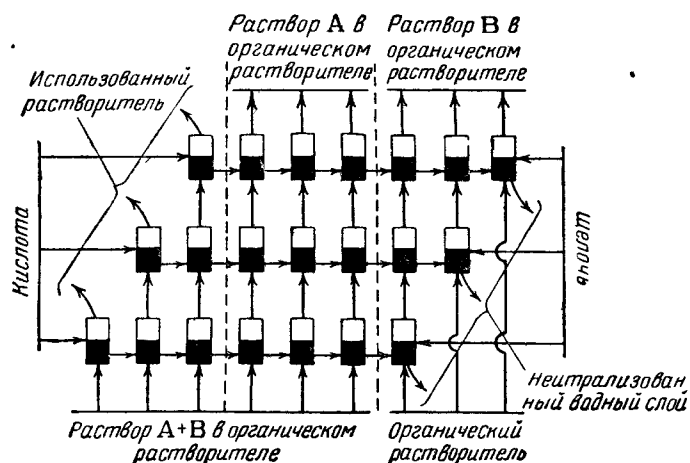 Раствор А в
органическом
растворителе
Раствор В в
органическом
растворителе
Использованный
растворитель
Кислота
Щелочь
Нейтрализован-
ный водный слой
Раствор А+В в органическом
растворителе
Органический
растворитель